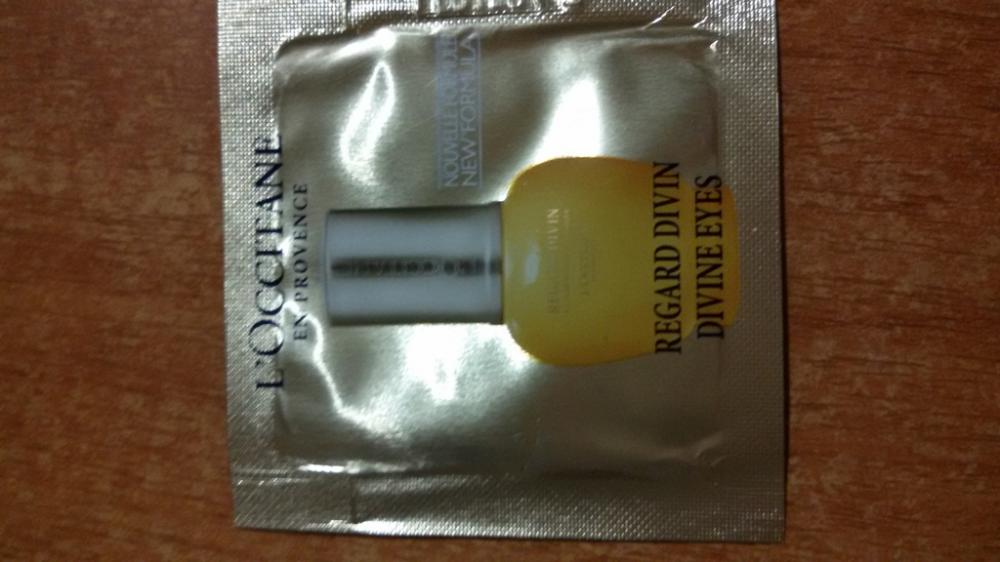 L'OCCITANE
EN PROVENCE
NOUVELLE FORMULE
NEW FORMULA
REGARD DIVIN
DIVINE EYES